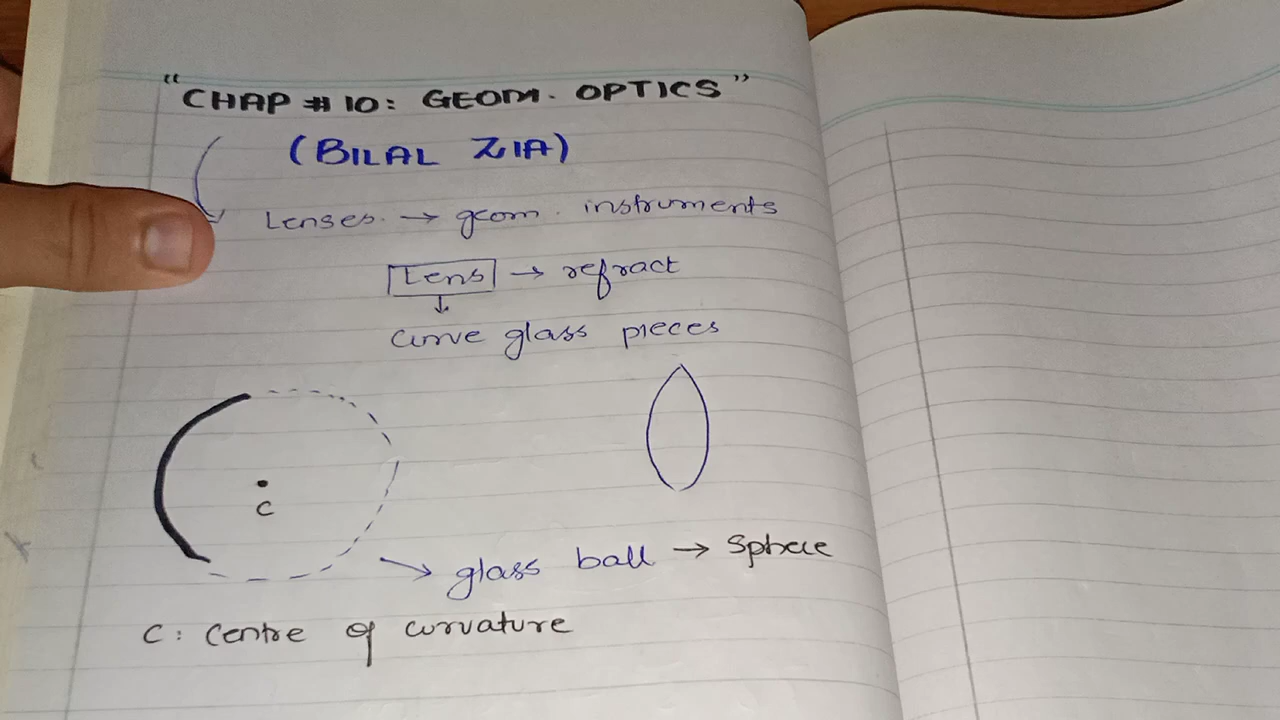 "CHAP # 10: GEOM. OPTICS"
(BILAL ZIA)
Lenses. → geom. instruments
Lens → refract
curve glass pieces
C
glass ball → Sphere
C: Centre of curvature